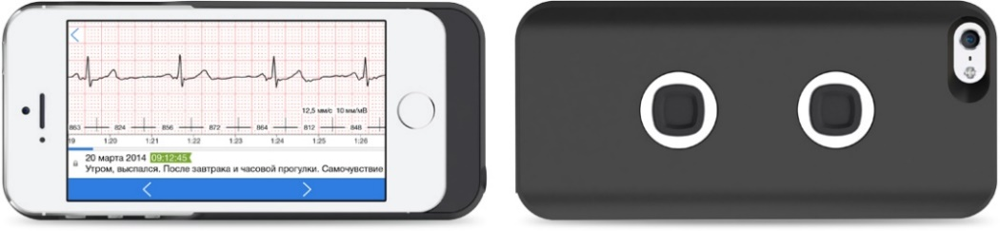 12,5 мм/с 10 мм/мВ
863 824 856 872 864 812 848
19 1:20 1:21 1:22 1:23 1:24 1:25 1:26
20 марта 2014 09:12:45
Утром, выспался. После завтрака и часовой прогулки. Самочувствие